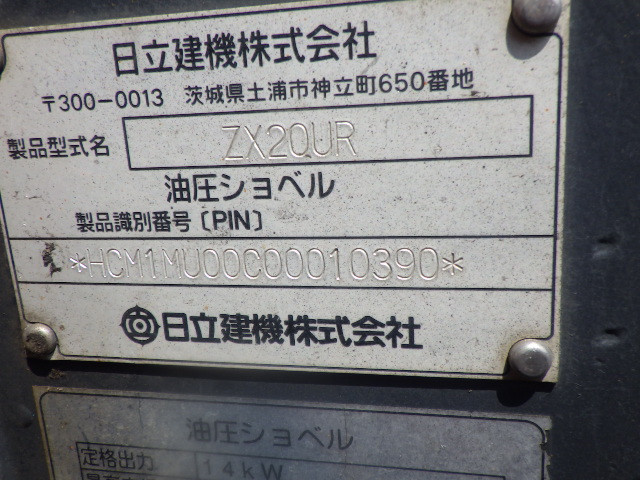 日立建機株式会社
〒300-0013 茨城県土浦市神立町650番地
製品型式名 ZX20UR
油圧ショベル
製品識別番号〔PIN〕
*HCM1MU00C00010390*
日立建機株式会社
油圧ショベル
定格出力 14kW